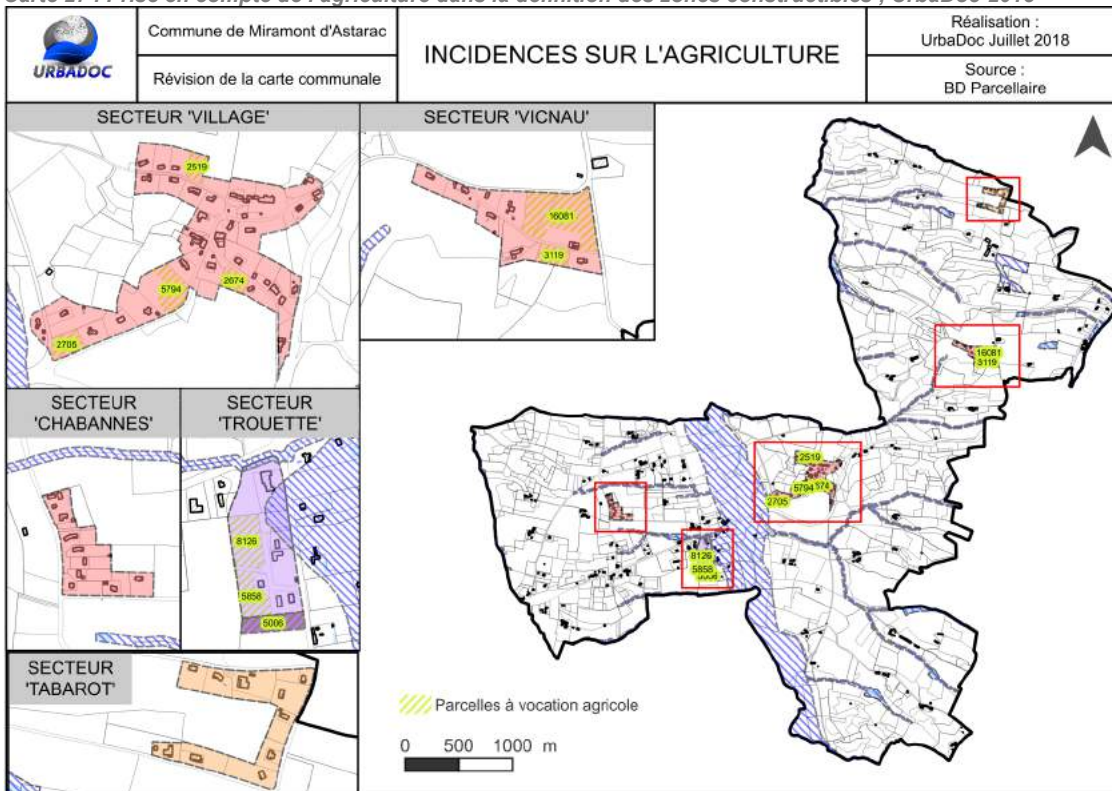 URBADOC
Commune de Miramont d'Astarac
Révision de la carte communale
INCIDENCES SUR L'AGRICULTURE
Réalisation :
UrbaDoc Juillet 2018
Source :
BD Parcellaire
SECTEUR 'VILLAGE'
2519
5794
2674
2705
SECTEUR 'VICNAU'
16081
3119
SECTEUR
'CHABANNES'
SECTEUR
'TROUETTE'
8126
5858
5006
SECTEUR
'TABAROT'
16081
3119
2519
5794
2705
8126
5858
Parcelles à vocation agricole
0 500 1000 m